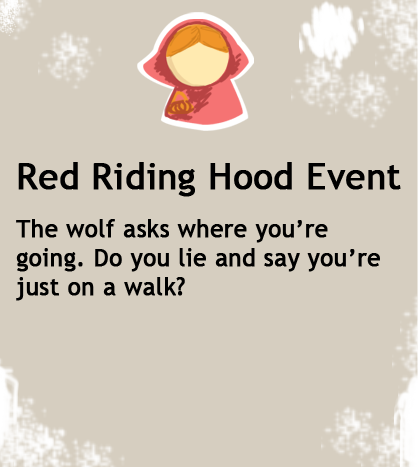 Red Riding Hood Event
The wolf asks where you’re
going. Do you lie and say you’re
just on a walk?